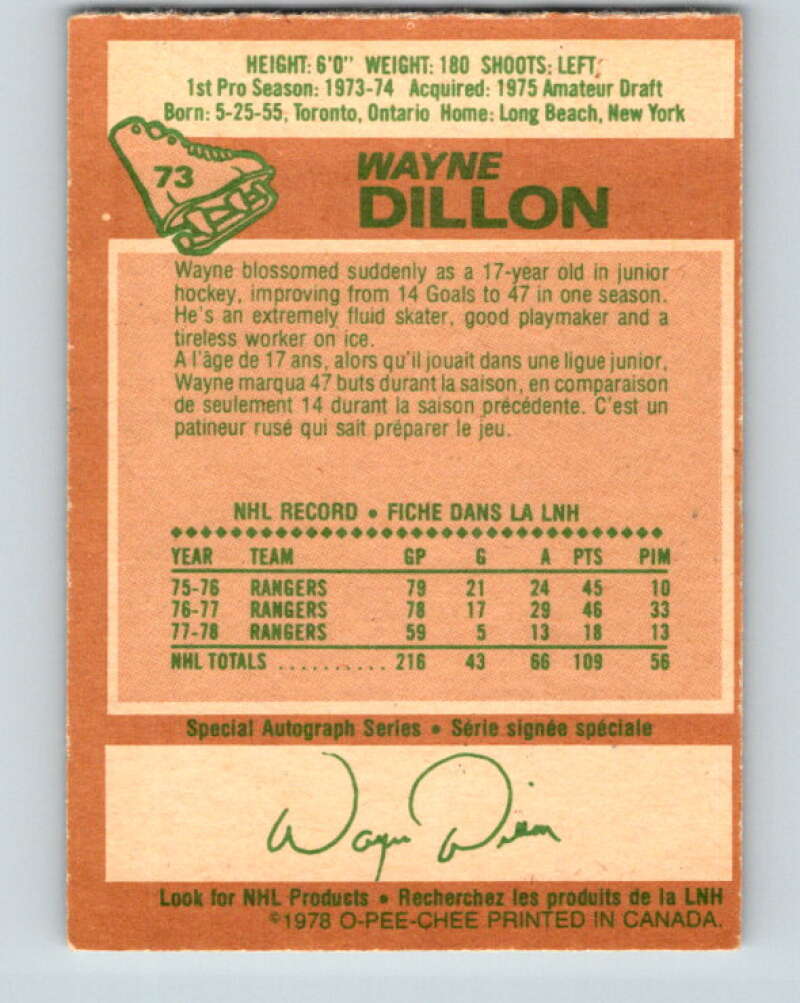 HEIGHT: 6'0" WEIGHT: 180 SHOOTS: LEFT
1st Pro Season: 1973-74 Acquired: 1975 Amateur Draft
Born: 5-25-55, Toronto, Ontario Home: Long Beach, New York
73
WAYNE
DILLON
Wayne blossomed suddenly as a 17-year old in junior
hockey, improving from 14 Goals to 47 in one season.
He's an extremely fluid skater, good playmaker and a
tireless worker on ice.
A l'âge de 17 ans, alors qu'il jouait dans une ligue junior,
Wayne marqua 47 buts durant la saison, en comparaison
de seulement 14 durant la saison précédente. C'est un
patineur rusé qui sait préparer le jeu.
NHL RECORD • FICHE DANS LA LNH
YEAR TEAM GP G A PTS PIM
75-76 RANGERS 79 21 24 45 10
76-77 RANGERS 78 17 29 46 33
77-78 RANGERS 59 5 13 18 13
NHL TOTALS .......... 216 43 66 109 56
Special Autograph Series • Série signée spéciale
Wayne Dillon
Look for NHL Products • Recherchez les produits de la LNH
©1978 O-PEE-CHEE PRINTED IN CANADA.